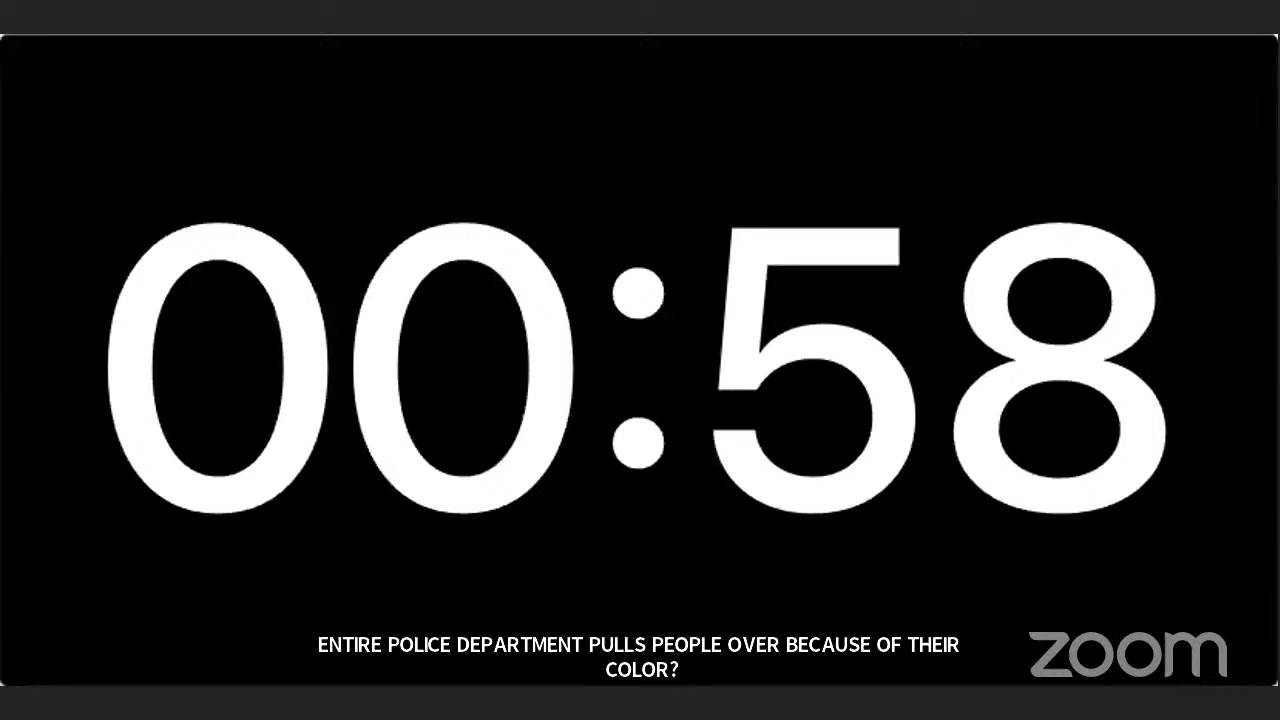 00:58
ENTIRE POLICE DEPARTMENT PULLS PEOPLE OVER BECAUSE OF THEIR
COLOR?
zoom